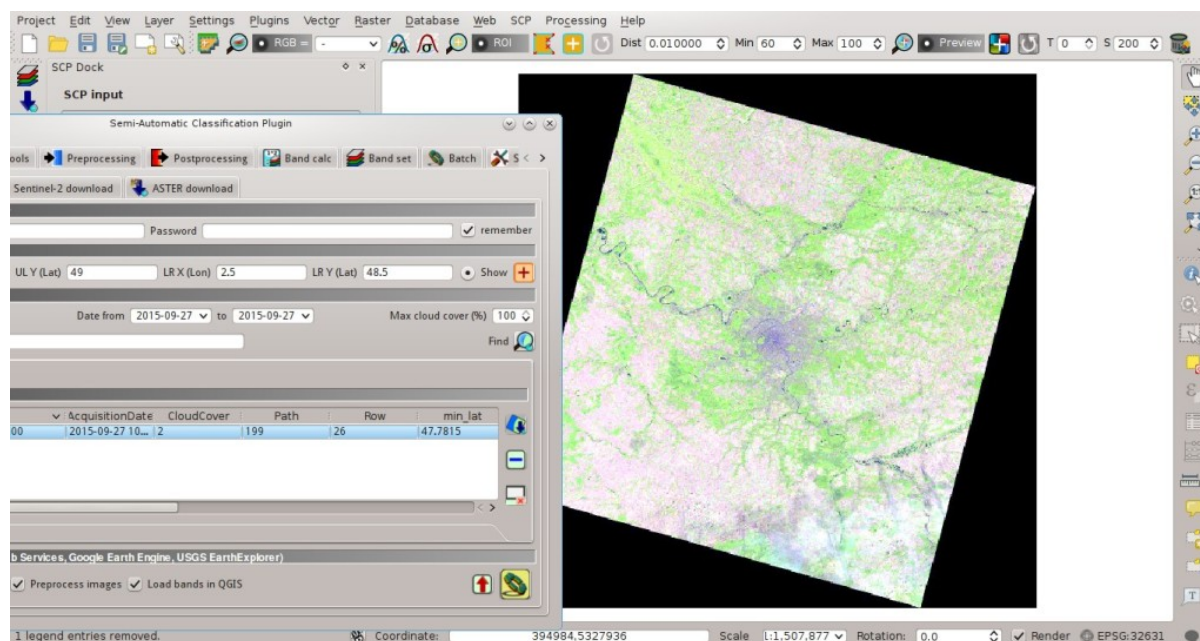 Project Edit View Layer Settings Plugins Vector Raster Database Web SCP Processing Help
RGB = - ROI Dist 0.010000 Min 60 Max 100 Preview T 0 S 200
SCP Dock
SCP input
Semi-Automatic Classification Plugin
ools Preprocessing Postprocessing Band calc Band set Batch S
Sentinel-2 download ASTER download
Password remember
UL Y (Lat) 49 LR X (Lon) 2.5 LR Y (Lat) 48.5 Show
Date from 2015-09-27 to 2015-09-27 Max cloud cover (%) 100
Find
AcquisitionDate CloudCover Path Row min_lat
00 2015-09-27 10... 2 199 26 47.7815
b Services, Google Earth Engine, USGS EarthExplorer)
Preprocess images Load bands in QGIS
1 legend entries removed. Coordinate: 394984,5327936 Scale 1:1,507,877 Rotation: 0.0 Render EPSG:32631